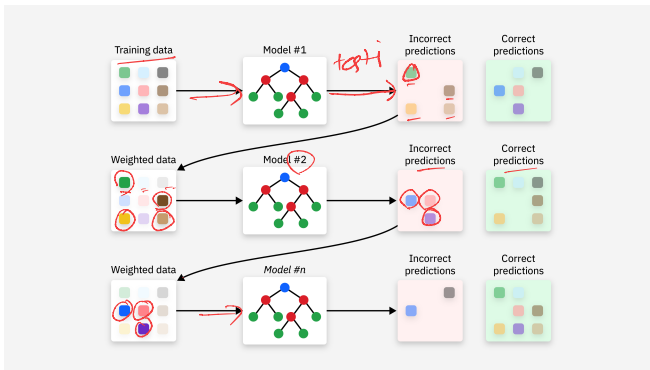 Training data
Model #1
Incorrect
predictions
Correct
predictions
Weighted data
Model #2
Incorrect
predictions
Correct
predictions
Weighted data
Model #n
Incorrect
predictions
Correct
predictions